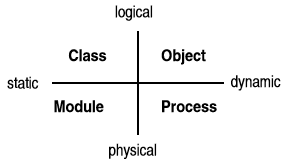 logical
Class Object
static dynamic
Module Process
physical